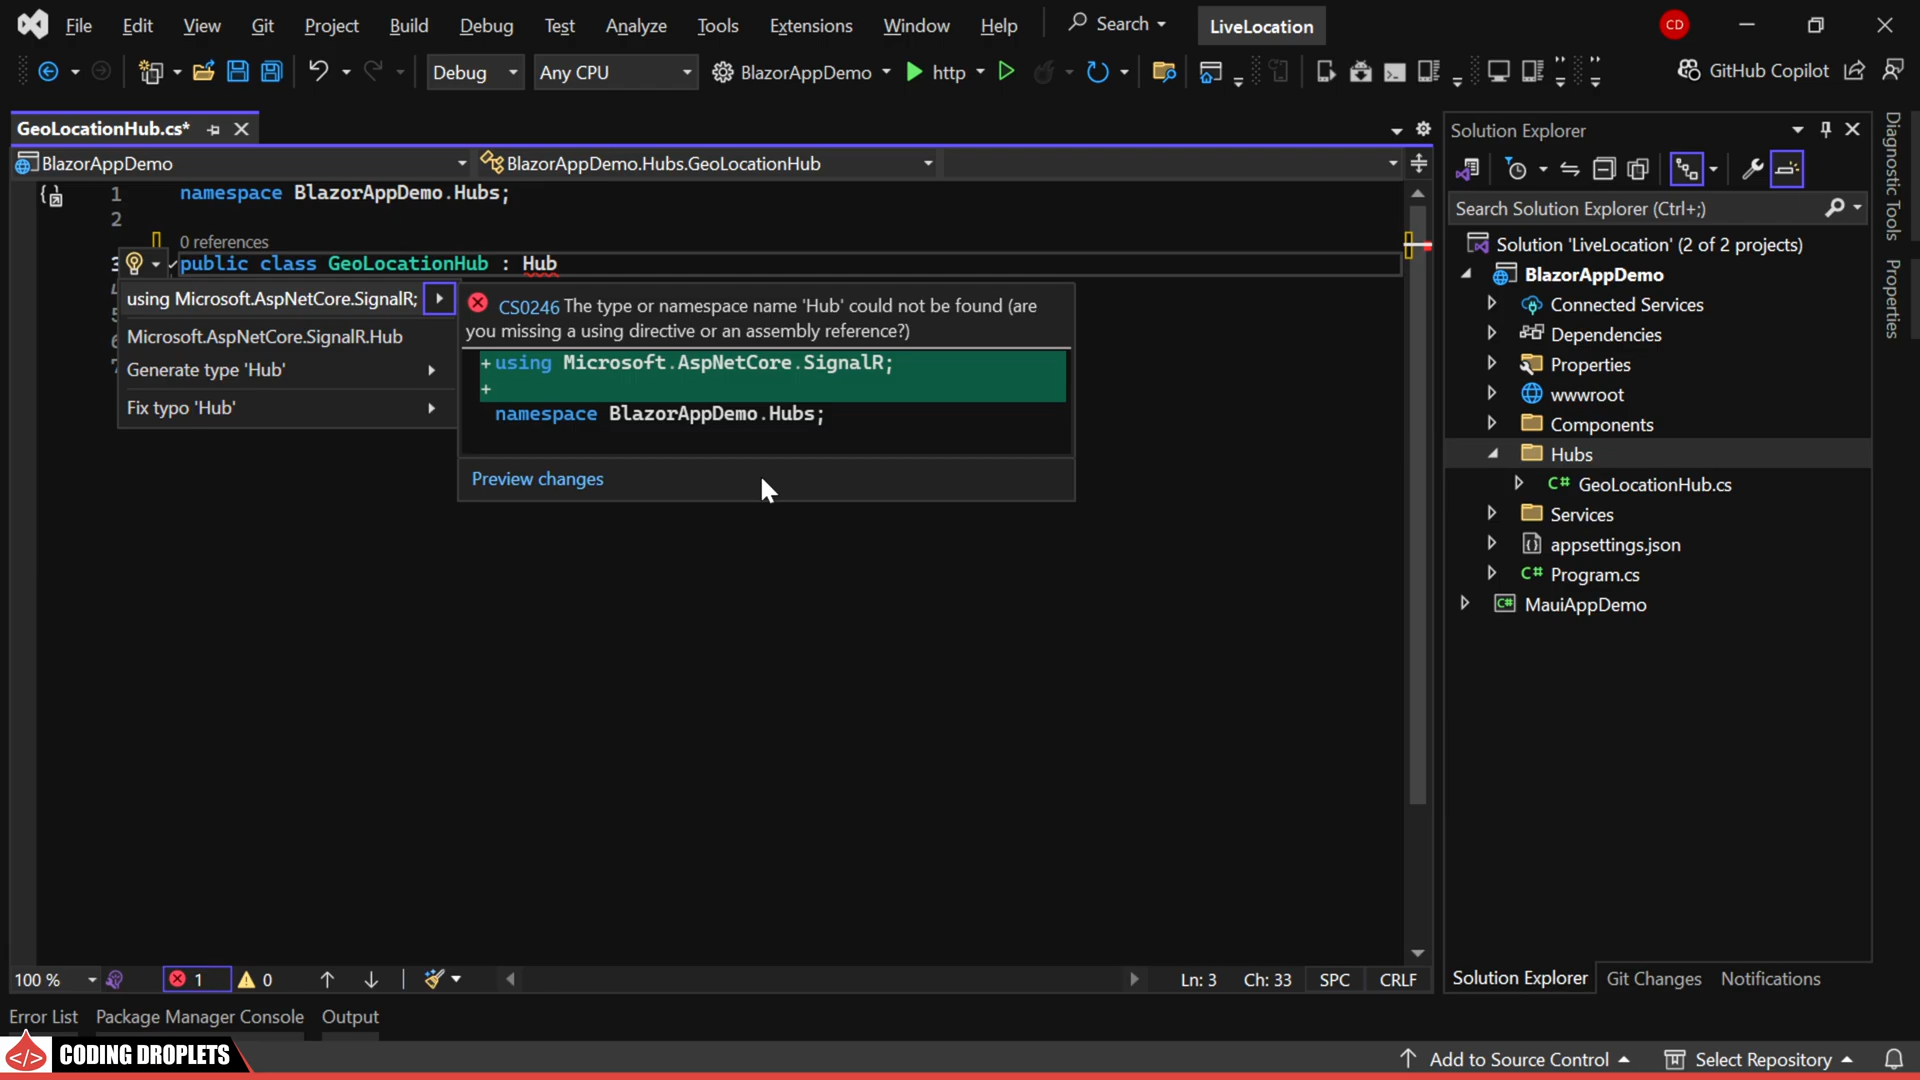 File Edit View Git Project Build Debug Test Analyze Tools Extensions Window Help Search LiveLocation CD
Debug Any CPU BlazorAppDemo http GitHub Copilot
GeoLocationHub.cs*
BlazorAppDemo BlazorAppDemo.Hubs.GeoLocationHub
1 namespace BlazorAppDemo.Hubs;
2
0 references
3 public class GeoLocationHub : Hub
using Microsoft.AspNetCore.SignalR;
Microsoft.AspNetCore.SignalR.Hub
Generate type 'Hub'
Fix typo 'Hub'
CS0246 The type or namespace name 'Hub' could not be found (are
you missing a using directive or an assembly reference?)
+using Microsoft.AspNetCore.SignalR;
+
namespace BlazorAppDemo.Hubs;
Preview changes
100 % 1 0 Ln: 3 Ch: 33 SPC CRLF
Error List Package Manager Console Output
Solution Explorer
Search Solution Explorer (Ctrl+;)
Solution 'LiveLocation' (2 of 2 projects)
BlazorAppDemo
Connected Services
Dependencies
Properties
wwwroot
Components
Hubs
C# GeoLocationHub.cs
Services
appsettings.json
C# Program.cs
C# MauiAppDemo
Solution Explorer Git Changes Notifications
Diagnostic Tools
Properties
</> CODING DROPLETS
Add to Source Control Select Repository